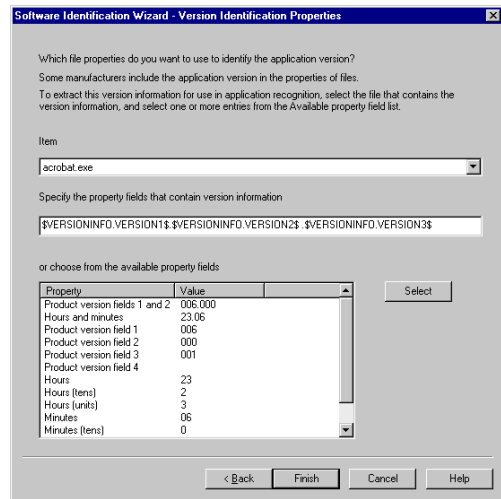 Software Identification Wizard - Version Identification Properties
Which file properties do you want to use to identify the application version?
Some manufacturers include the application version in the properties of files.
To extract this version information for use in application recognition, select the file that contains the
version information, and select one or more entries from the Available property field list.
Item
acrobat.exe
Specify the property fields that contain version information
$VERSIONINFO.VERSION1$.$VERSIONINFO.VERSION2$ .$VERSIONINFO.VERSION3$
or choose from the available property fields
Property Value
Product version fields 1 and 2 006.000
Hours and minutes 23.06
Product version field 1 006
Product version field 2 000
Product version field 3 001
Product version field 4
Hours 23
Hours (tens) 2
Hours (units) 3
Minutes 06
Minutes (tens) 0
Select
< Back Finish Cancel Help